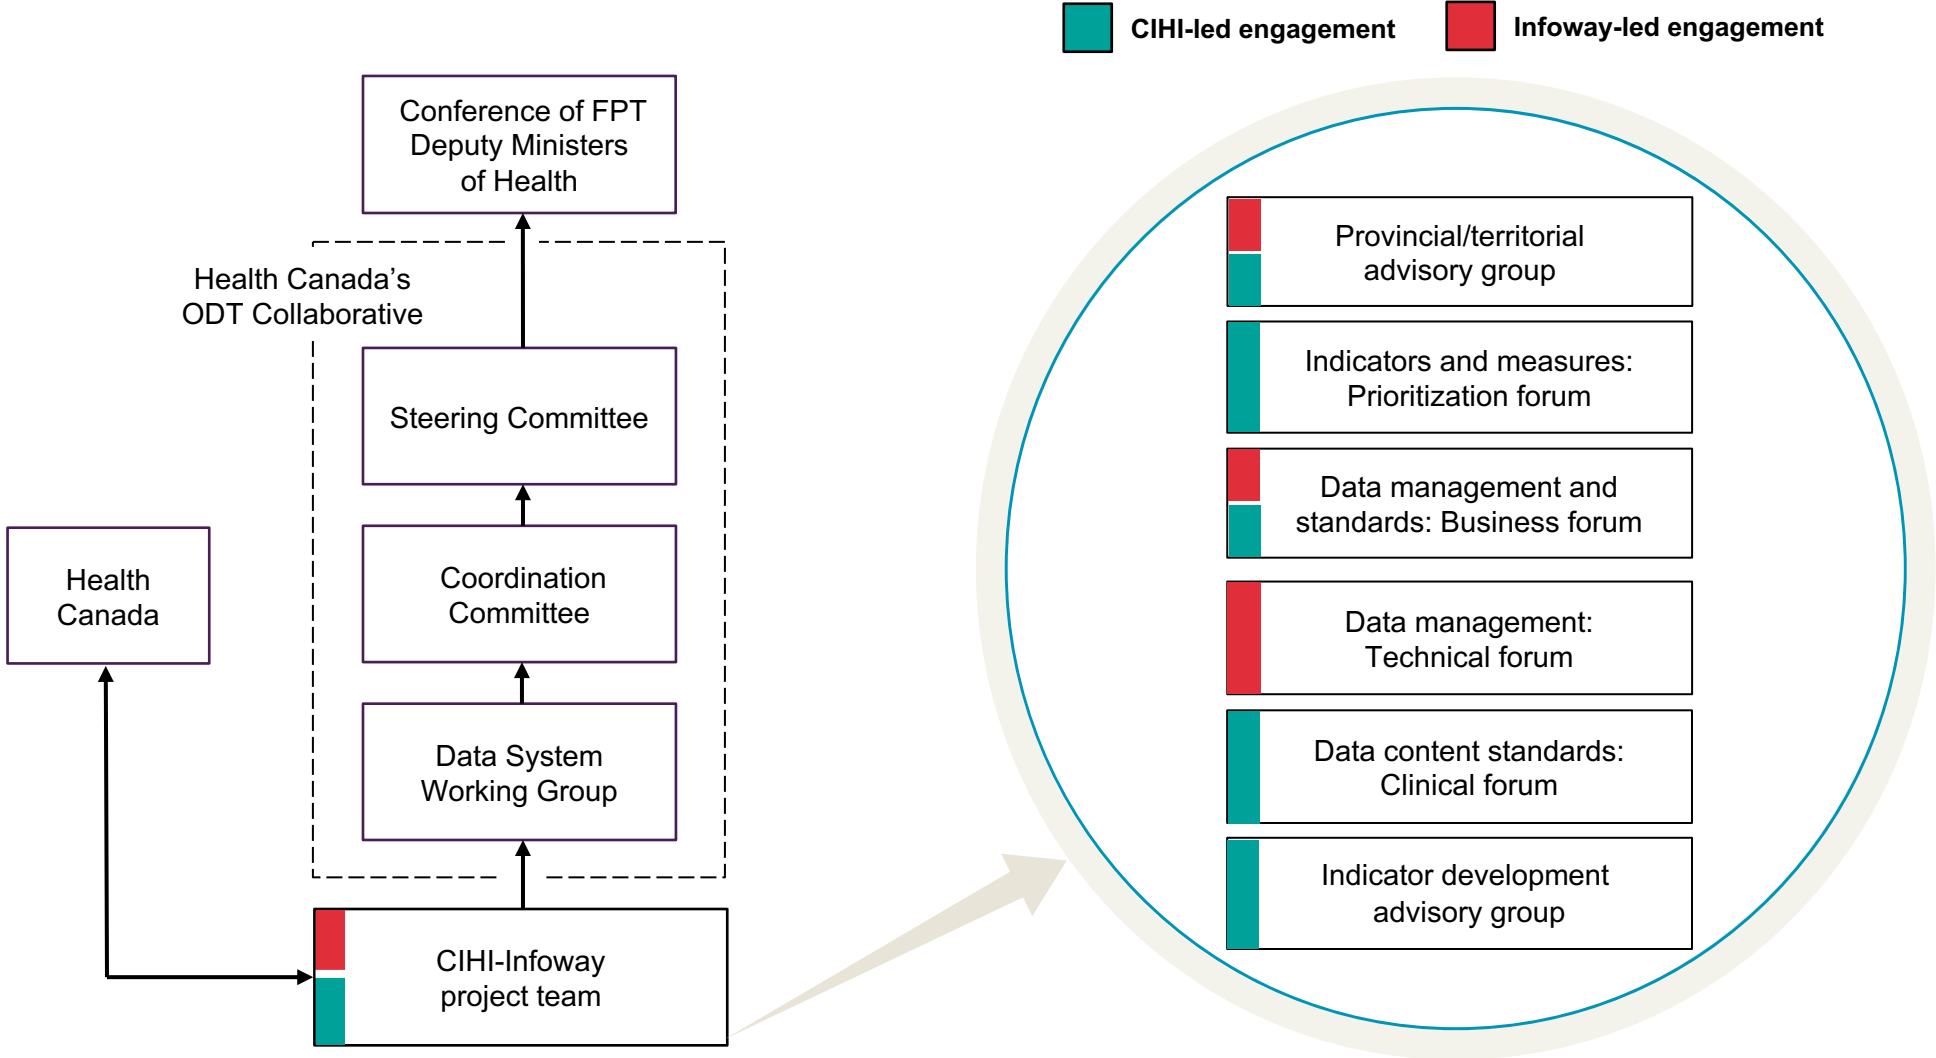 CIHI-led engagement
Infoway-led engagement
Conference of FPT
Deputy Ministers
of Health
Health Canada’s
ODT Collaborative
Steering Committee
Coordination
Committee
Data System
Working Group
Health
Canada
CIHI-Infoway
project team
Provincial/territorial
advisory group
Indicators and measures:
Prioritization forum
Data management and
standards: Business forum
Data management:
Technical forum
Data content standards:
Clinical forum
Indicator development
advisory group